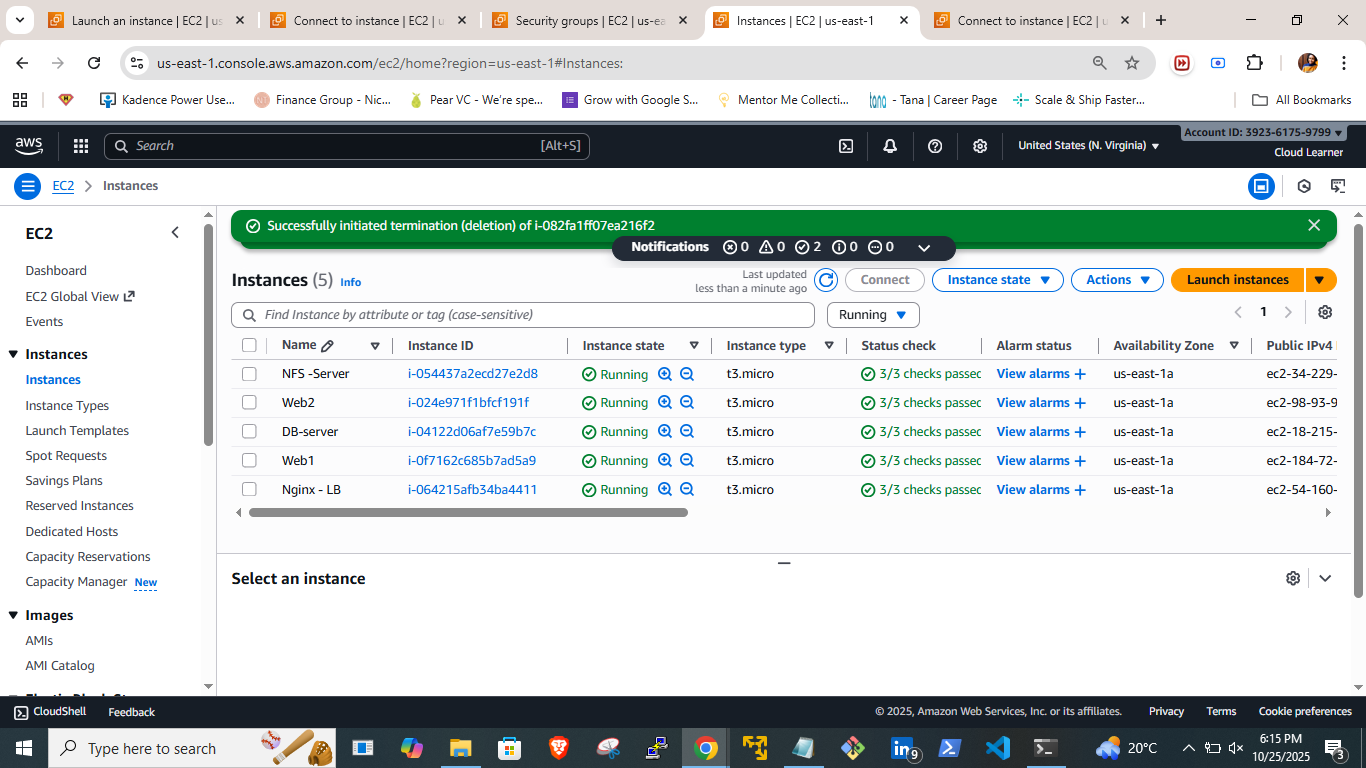 Launch an instance | EC2 | us
Connect to instance | EC2 | u
Security groups | EC2 | us-ea
Instances | EC2 | us-east-1
Connect to instance | EC2 | u
us-east-1.console.aws.amazon.com/ec2/home?region=us-east-1#Instances:
Kadence Power Use...
Finance Group - Nic...
Pear VC - We're spe...
Grow with Google S...
Mentor Me Collecti...
tana - Tana | Career Page
Scale & Ship Faster...
All Bookmarks
aws
Search [Alt+S]
United States (N. Virginia)
Account ID: 3923-6175-9799
Cloud Learner
EC2 > Instances
EC2
Dashboard
EC2 Global View
Events
Instances
Instances
Instance Types
Launch Templates
Spot Requests
Savings Plans
Reserved Instances
Dedicated Hosts
Capacity Reservations
Capacity Manager New
Images
AMIs
AMI Catalog
Successfully initiated termination (deletion) of i-082fa1ff07ea216f2
Notifications 0 0 2 0 0
Instances (5) Info
Last updated
less than a minute ago
Connect
Instance state
Actions
Launch instances
Find Instance by attribute or tag (case-sensitive)
Running
1
Name Instance ID Instance state Instance type Status check Alarm status Availability Zone Public IPv4
NFS -Server i-054437a2ecd27e2d8 Running t3.micro 3/3 checks passed View alarms + us-east-1a ec2-34-229-
Web2 i-024e971f1bfcf191f Running t3.micro 3/3 checks passed View alarms + us-east-1a ec2-98-93-9
DB-server i-04122d06af7e59b7c Running t3.micro 3/3 checks passed View alarms + us-east-1a ec2-18-215-
Web1 i-0f7162c685b7ad5a9 Running t3.micro 3/3 checks passed View alarms + us-east-1a ec2-184-72-
Nginx - LB i-064215afb34ba4411 Running t3.micro 3/3 checks passed View alarms + us-east-1a ec2-54-160-
Select an instance
CloudShell Feedback
© 2025, Amazon Web Services, Inc. or its affiliates. Privacy Terms Cookie preferences
Type here to search
9
20°C
6:15 PM
10/25/2025
3